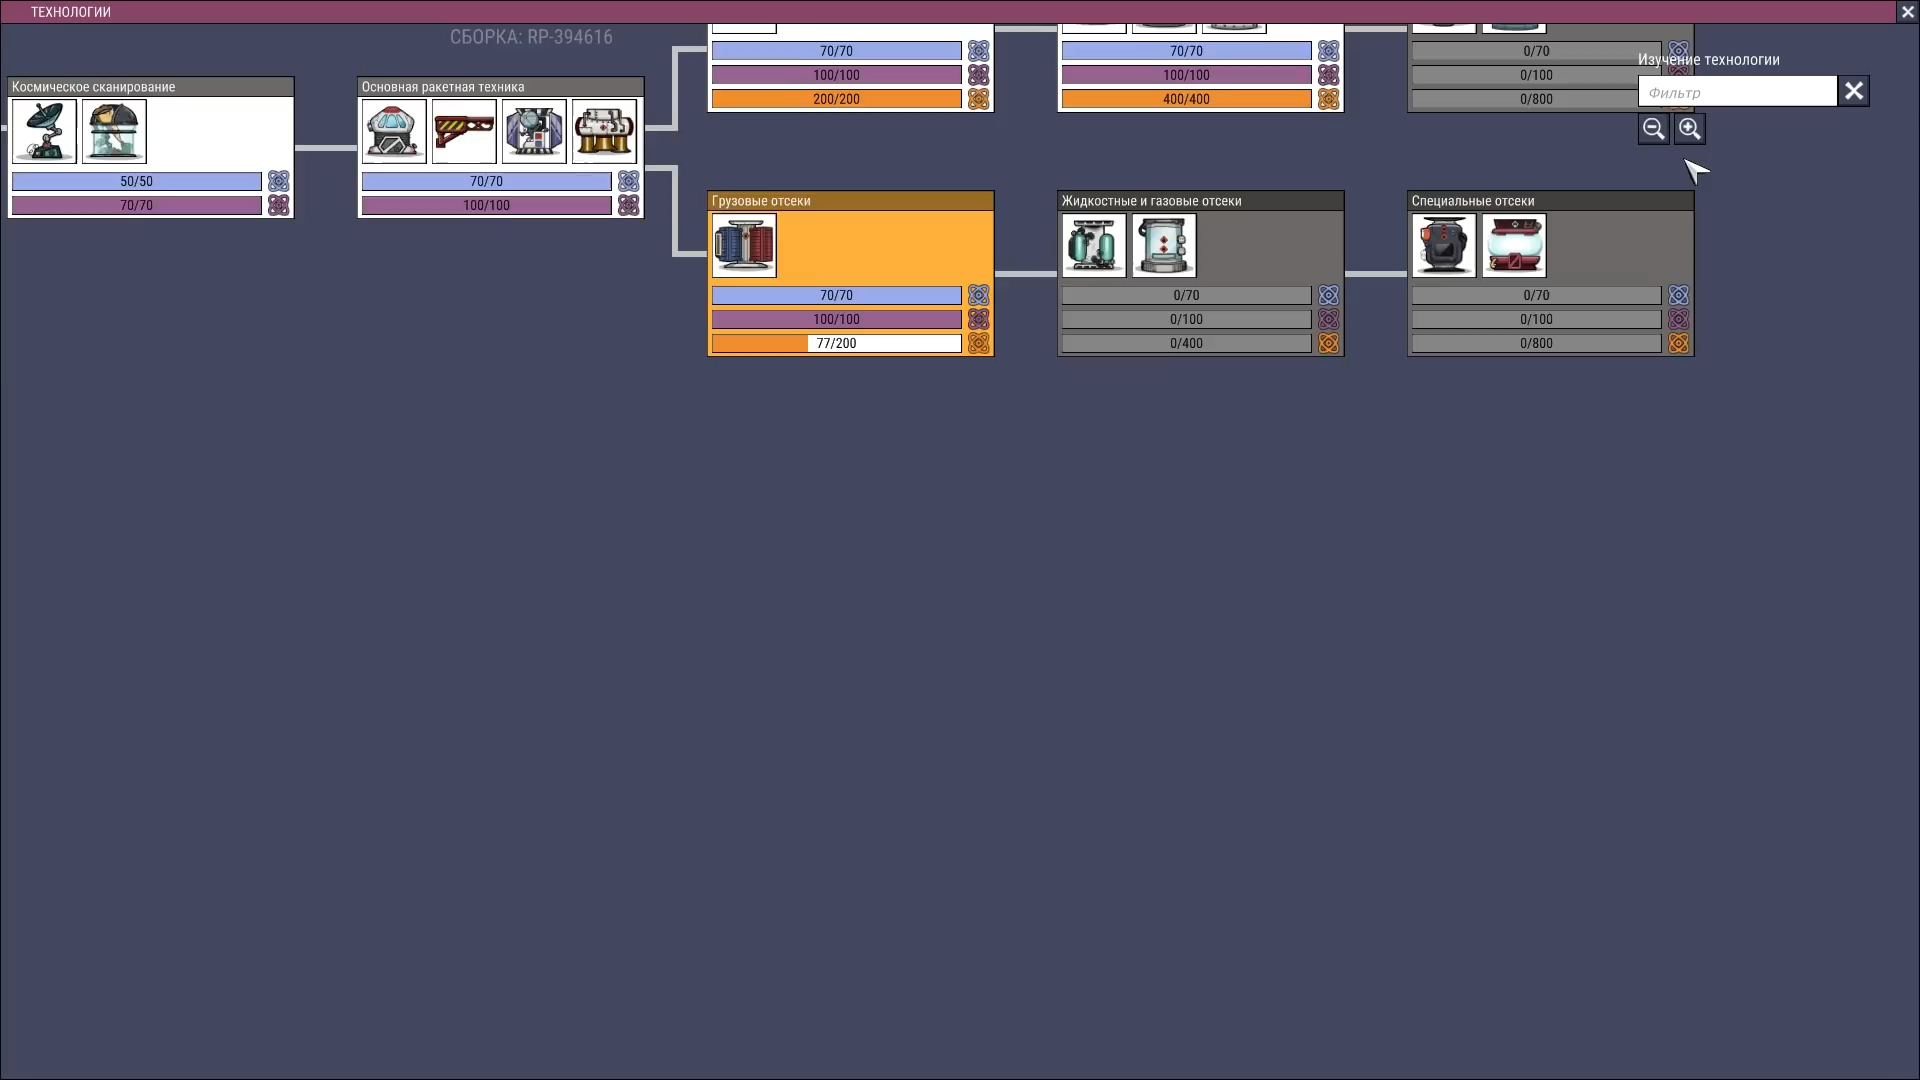 ТЕХНОЛОГИИ
СБОРКА: RP-394616
70/70
100/100
200/200
70/70
100/100
400/400
0/70
0/100
0/800
Изучение технологии
Фильтр
Космическое сканирование
50/50
70/70
Основная ракетная техника
70/70
100/100
Грузовые отсеки
70/70
100/100
77/200
Жидкостные и газовые отсеки
0/70
0/100
0/400
Специальные отсеки
0/70
0/100
0/800